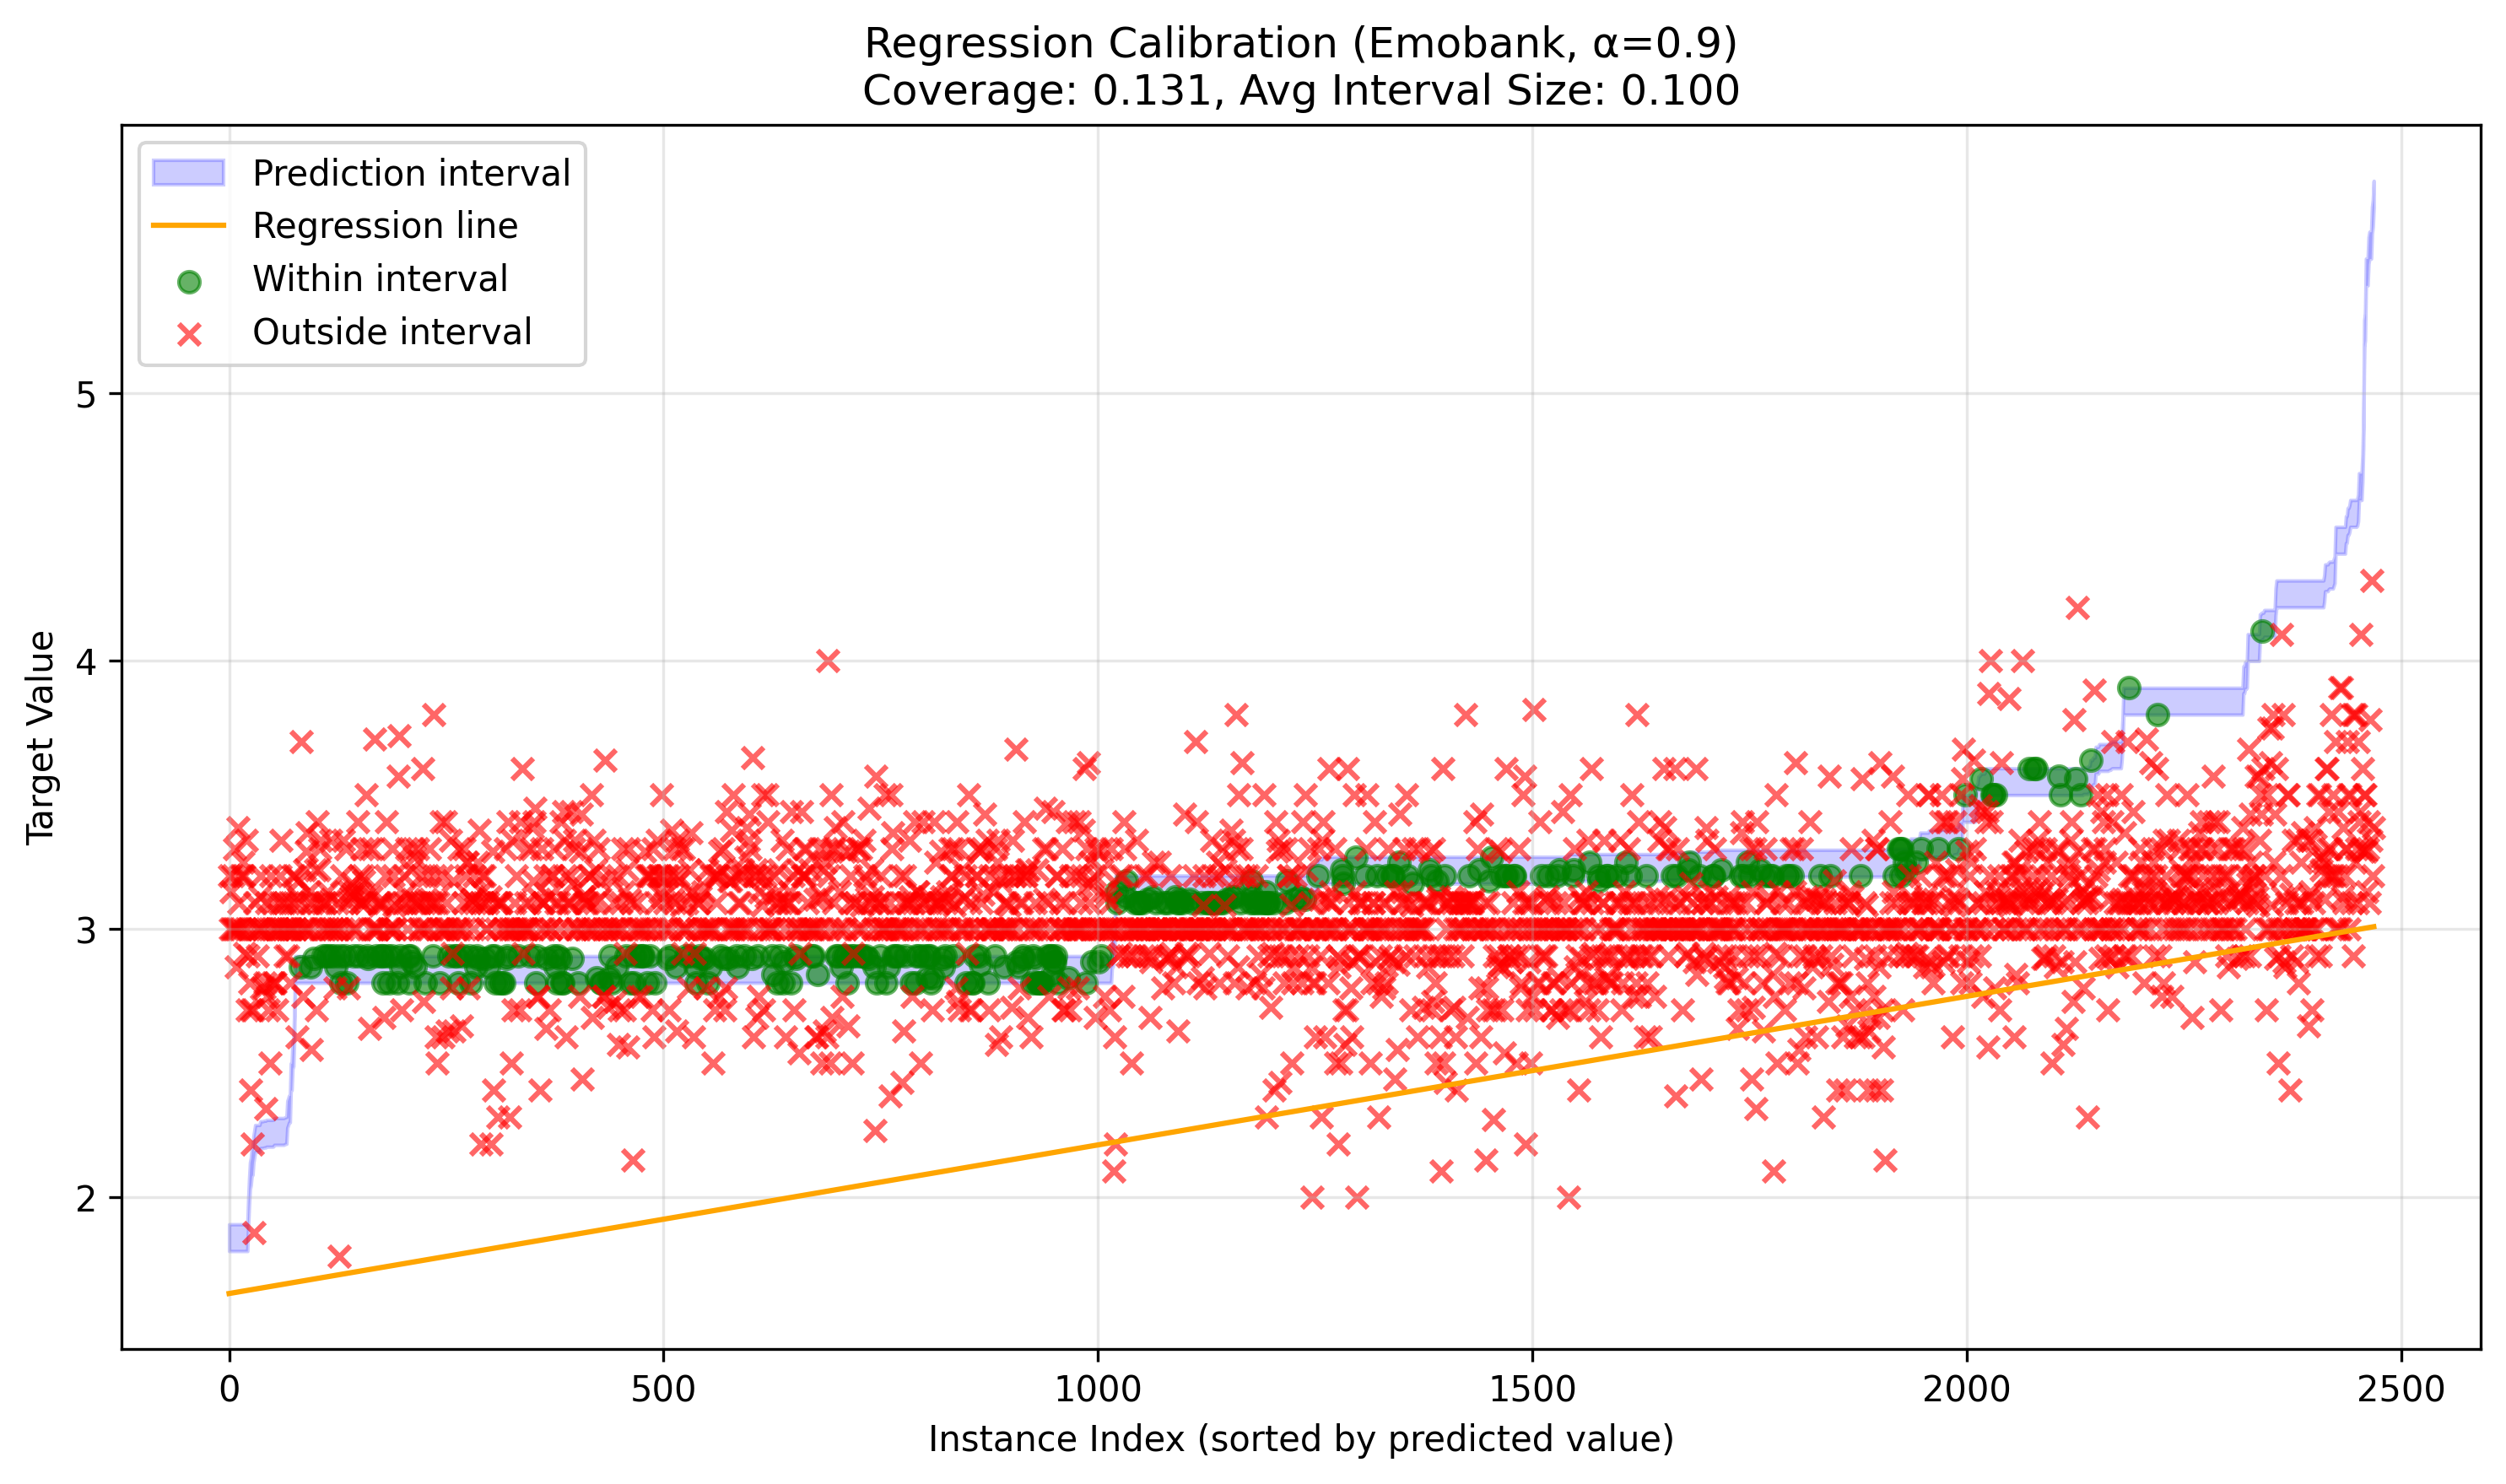 Regression Calibration (Emobank, α=0.9)
Coverage: 0.131, Avg Interval Size: 0.100
Prediction interval
Regression line
Within interval
Outside interval
Target Value
5
4
3
2
0
500
1000
1500
2000
2500
Instance Index (sorted by predicted value)